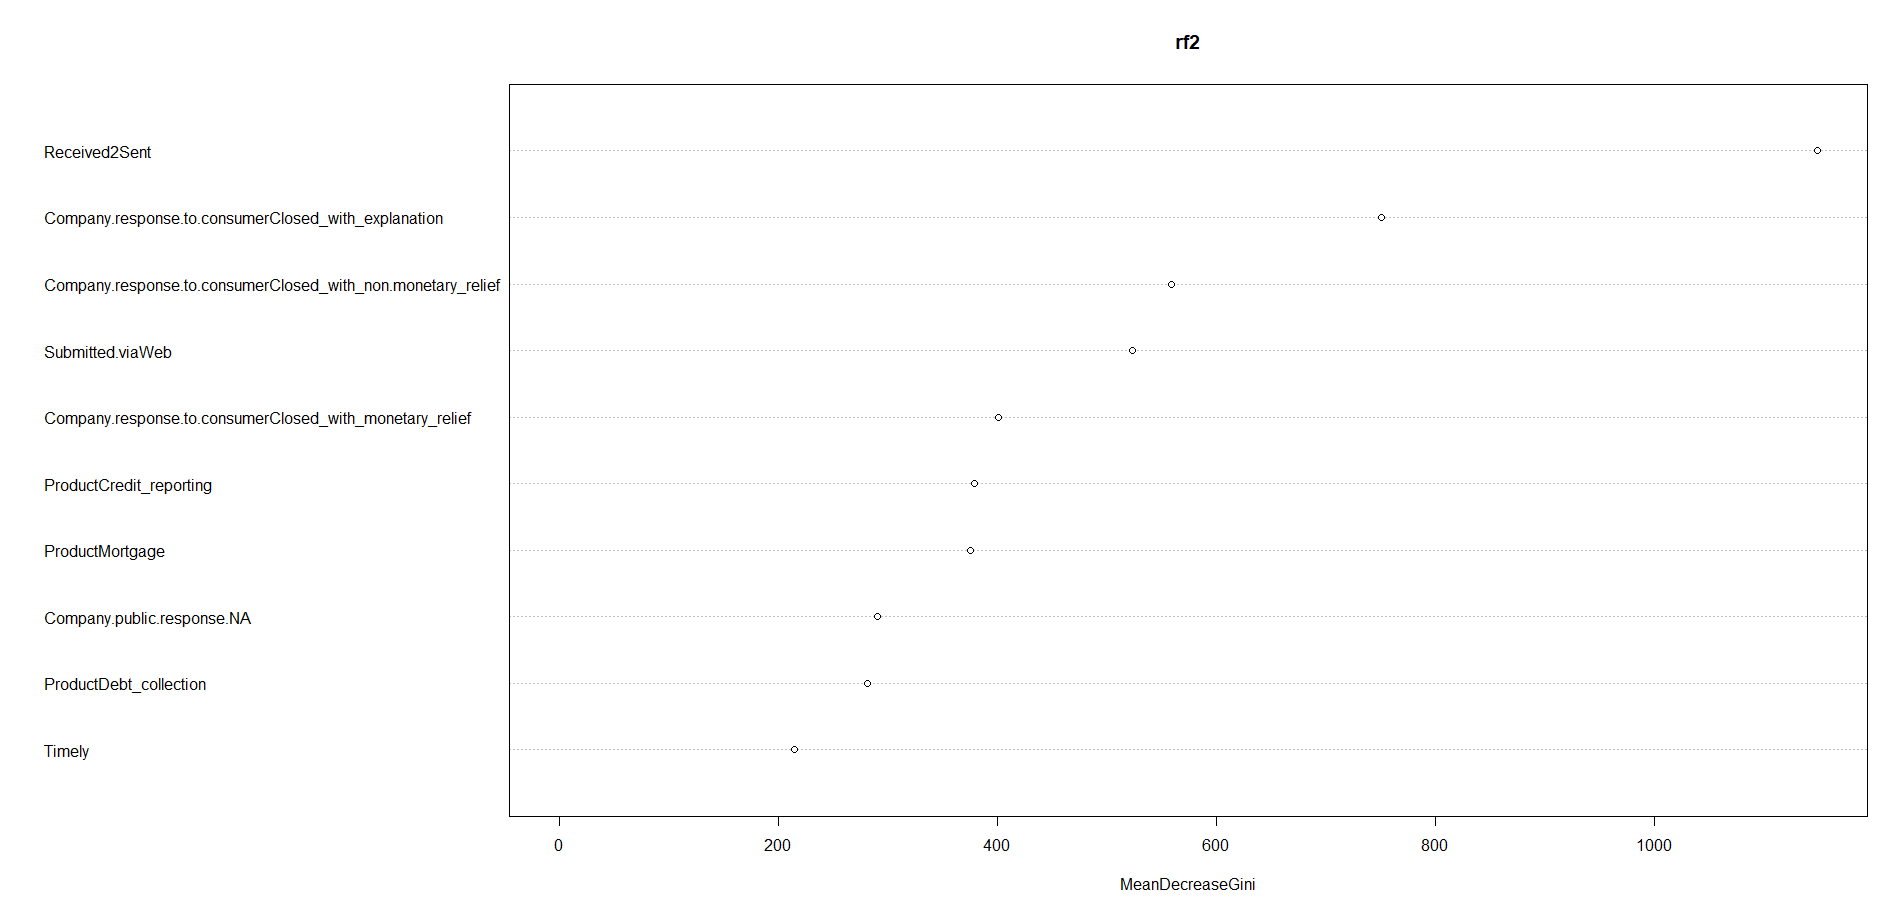 rf2
Received2Sent
Company.response.to.consumerClosed_with_explanation
Company.response.to.consumerClosed_with_non.monetary_relief
Submitted.viaWeb
Company.response.to.consumerClosed_with_monetary_relief
ProductCredit_reporting
ProductMortgage
Company.public.response.NA
ProductDebt_collection
Timely
0 200 400 600 800 1000
MeanDecreaseGini